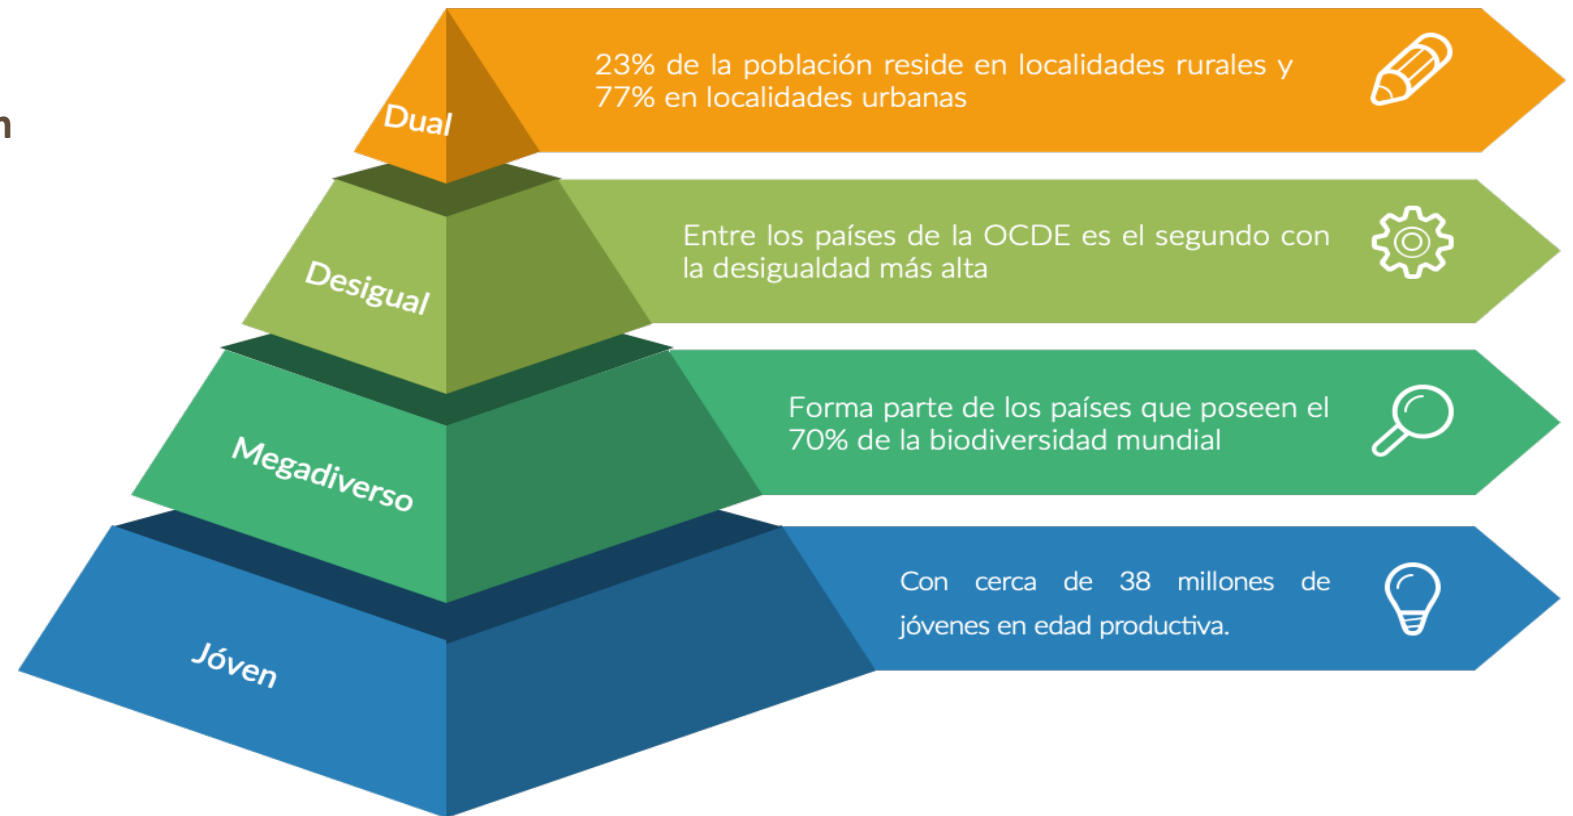 n
Dual
23% de la población reside en localidades rurales y
77% en localidades urbanas
Desigual
Entre los países de la OCDE es el segundo con
la desigualdad más alta
Megadiverso
Forma parte de los países que poseen el
70% de la biodiversidad mundial
Jóven
Con cerca de 38 millones de
jóvenes en edad productiva.